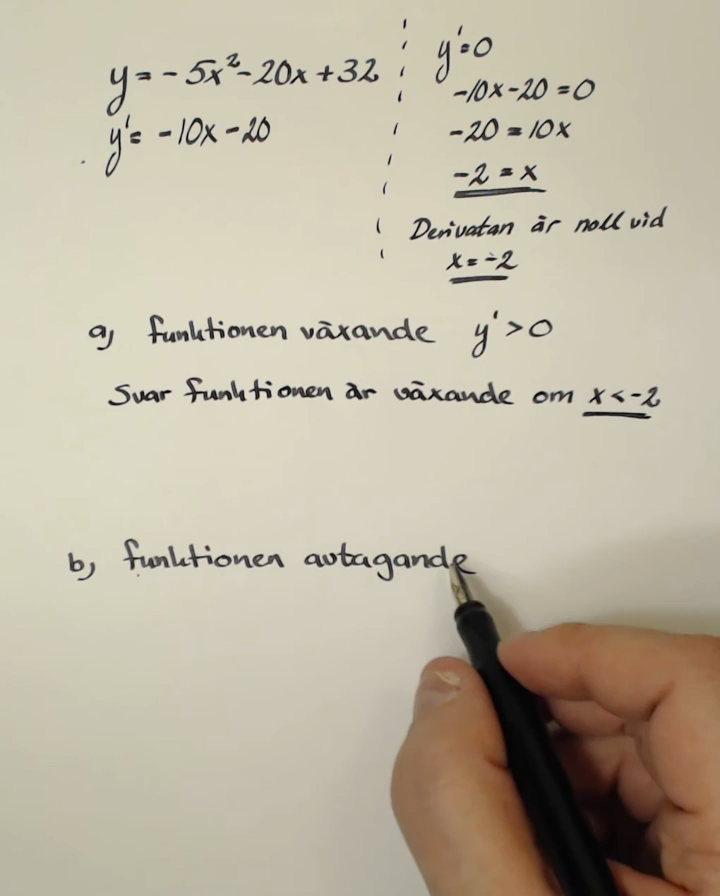 y = -5x² - 20x + 32
y' = -10x - 20
y' = 0
-10x - 20 = 0
-20 = 10x
-2 = x
Derivatan är noll vid
x = -2
a) funktionen växande y' > 0
Svar funktionen är växande om x < -2
b) funktionen avtagande